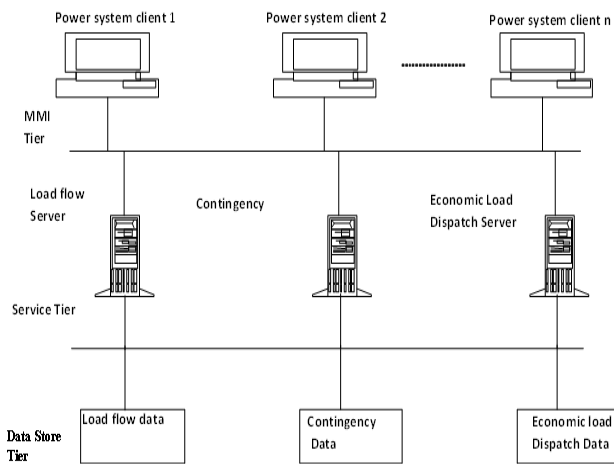 Power system client 1
Power system client 2
Power system client n
MMI
Tier
Load flow
Server
Contingency
Economic Load
Dispatch Server
Service Tier
Load flow data
Contingency
Data
Economic load
Dispatch Data
Data Store
Tier